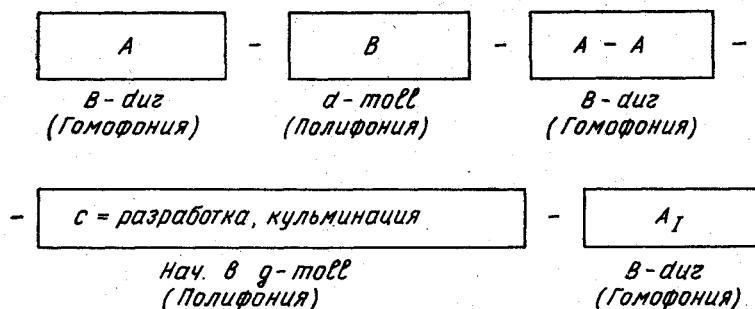 A - B - A - A -
B-dur d-moll B-dur
(Гомофония) (Полифония) (Гомофония)
- c = разработка, кульминация - A_I
Нач. в g-moll B-dur
(Полифония) (Гомофония)